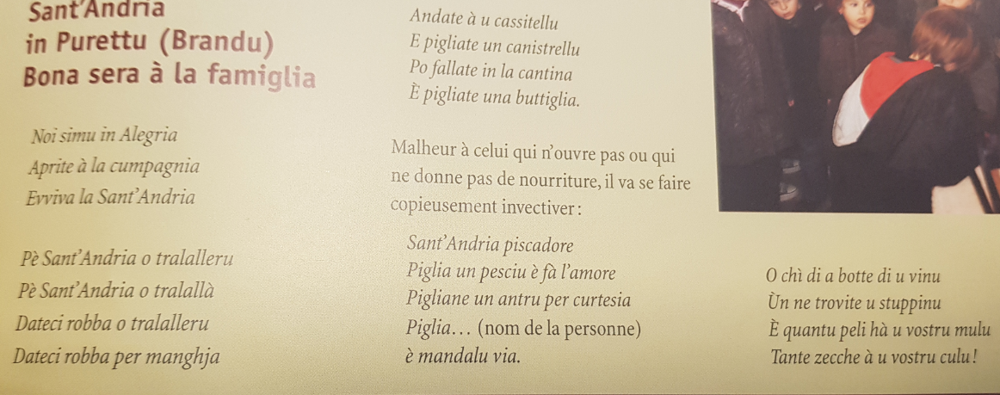 Sant'Andria
in Purettu (Brandu)
Bona sera à la famiglia
Noi simu in Alegria
Aprite à la cumpagnia
Evviva la Sant'Andria
Pè Sant'Andria o tralalleru
Pè Sant'Andria o tralallà
Dateci robba o tralalleru
Dateci robba per manghja
Andate à u cassitellu
E pigliate un canistrellu
Po fallate in la cantina
È pigliate una buttiglia.
Malheur à celui qui n'ouvre pas ou qui
ne donne pas de nourriture, il va se faire
copieusement invectiver :
Sant'Andria piscadore
Piglia un pesciu è fà l'amore
Pigliane un antru per curtesia
Piglia… (nom de la personne)
è mandalu via.
O chì di a botte di u vinu
Ùn ne trovite u stuppinu
È quantu peli hà u vostru mulu
Tante zecche à u vostru culu !